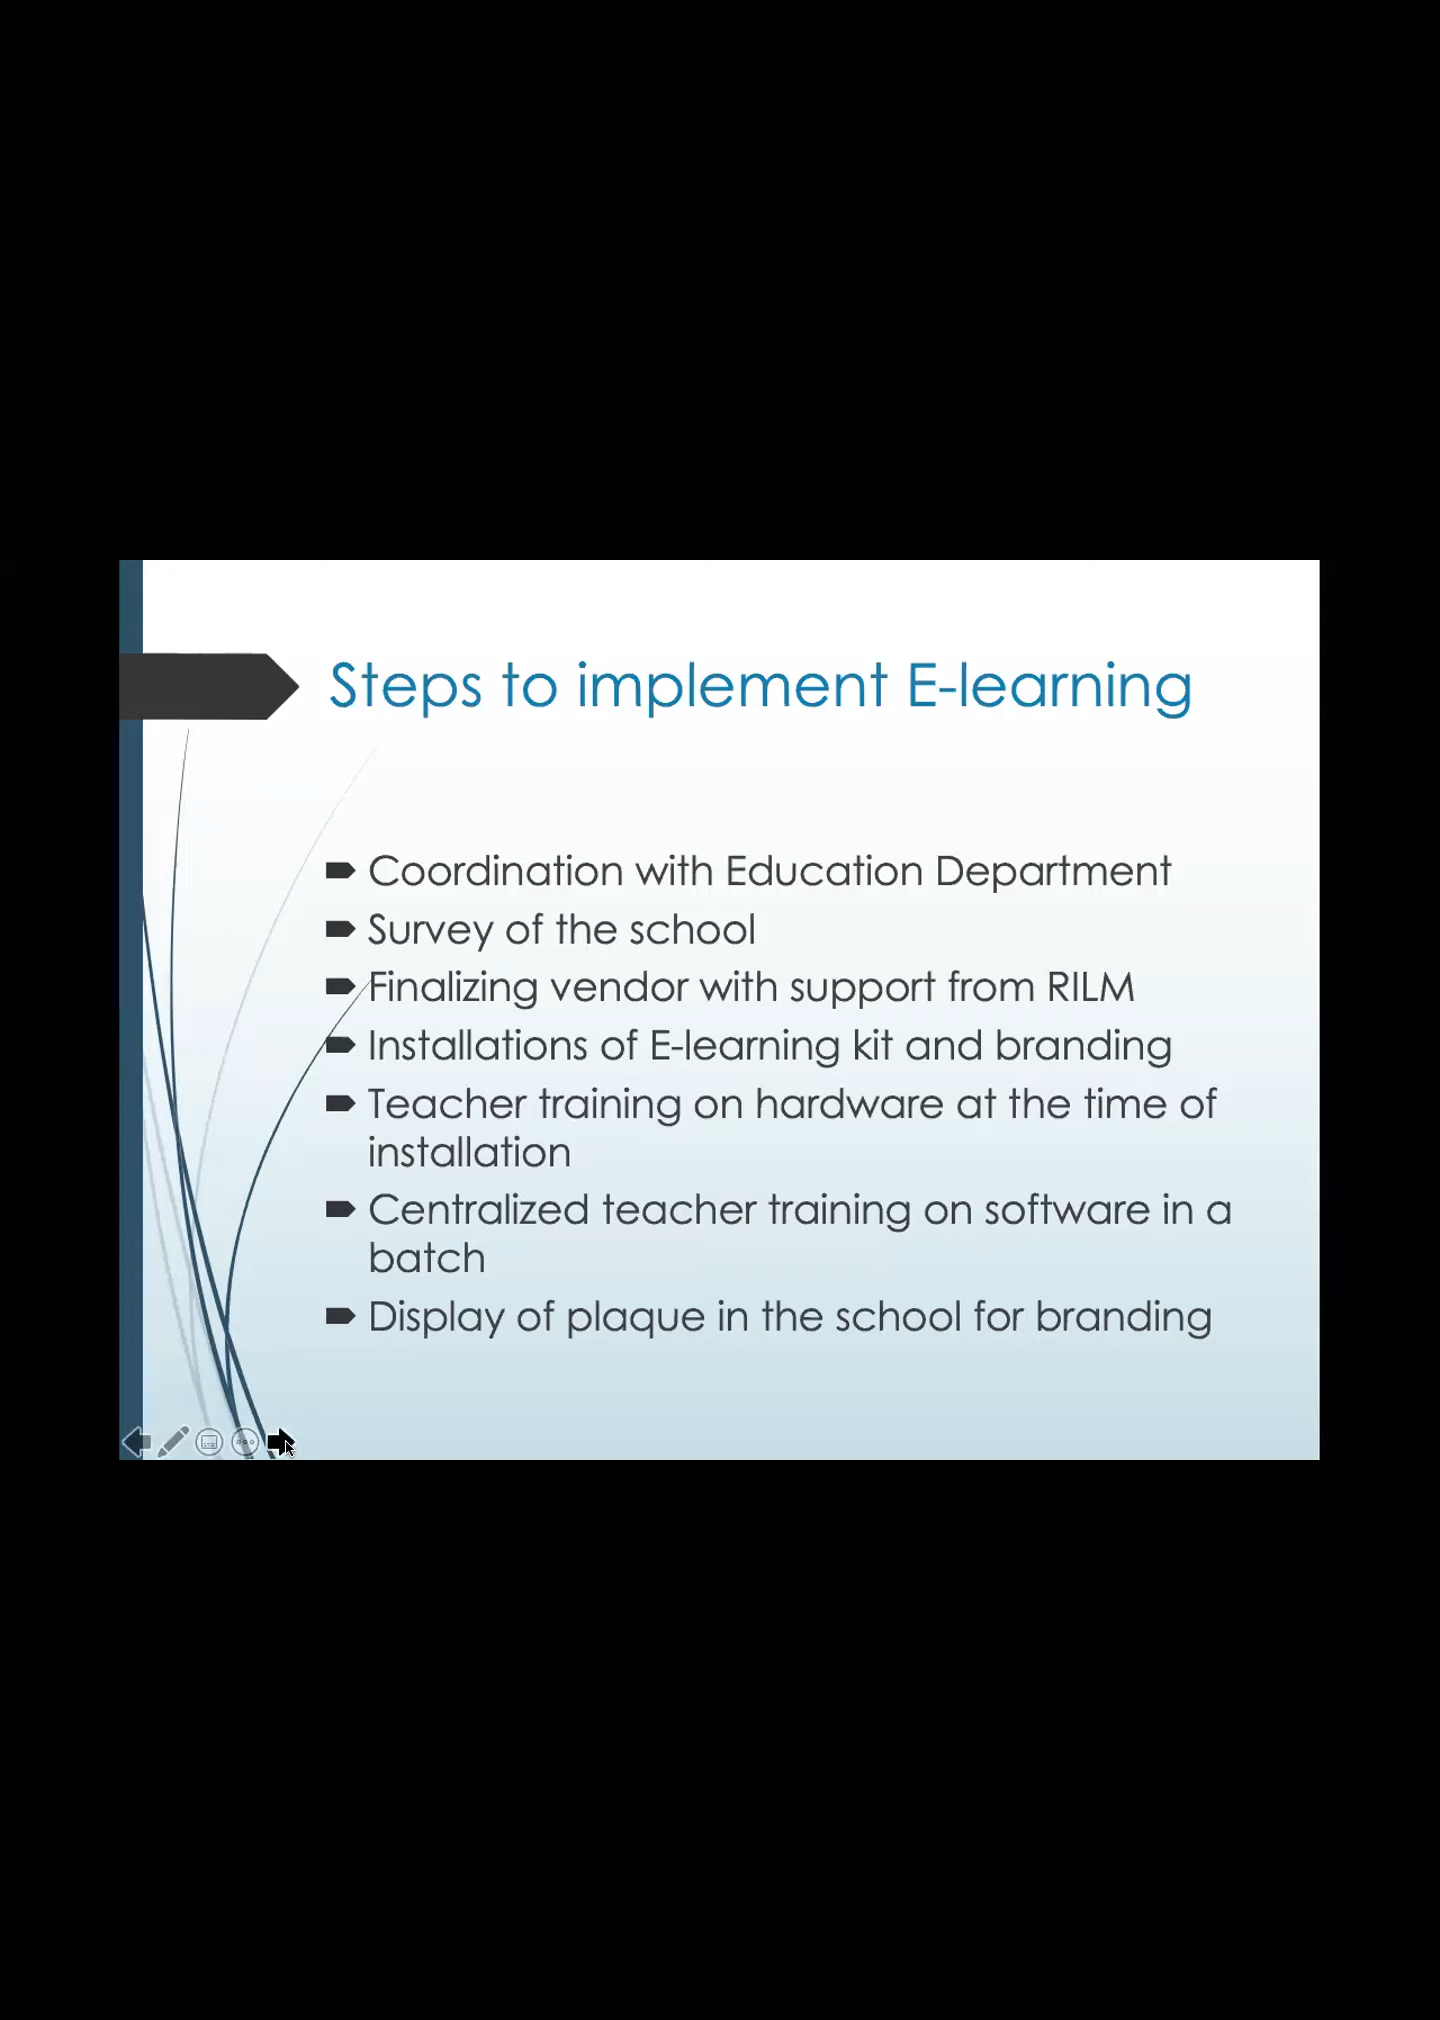 Steps to implement E-learning
Coordination with Education Department
Survey of the school
Finalizing vendor with support from RILM
Installations of E-learning kit and branding
Teacher training on hardware at the time of
installation
Centralized teacher training on software in a
batch
Display of plaque in the school for branding